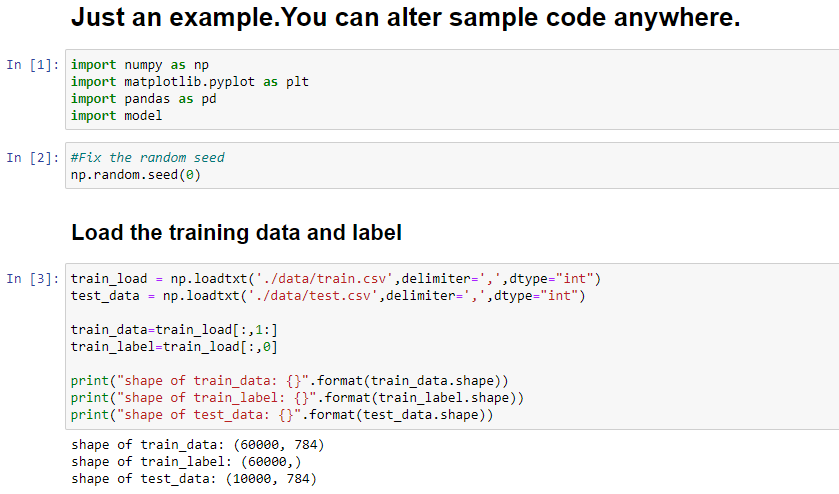 Just an example.You can alter sample code anywhere.
In [1]: import numpy as np
import matplotlib.pyplot as plt
import pandas as pd
import model
In [2]: #Fix the random seed
np.random.seed(0)
Load the training data and label
In [3]: train_load = np.loadtxt('./data/train.csv',delimiter=',',dtype="int")
test_data = np.loadtxt('./data/test.csv',delimiter=',',dtype="int")
train_data=train_load[:,1:]
train_label=train_load[:,0]
print("shape of train_data: {}".format(train_data.shape))
print("shape of train_label: {}".format(train_label.shape))
print("shape of test_data: {}".format(test_data.shape))
shape of train_data: (60000, 784)
shape of train_label: (60000,)
shape of test_data: (10000, 784)